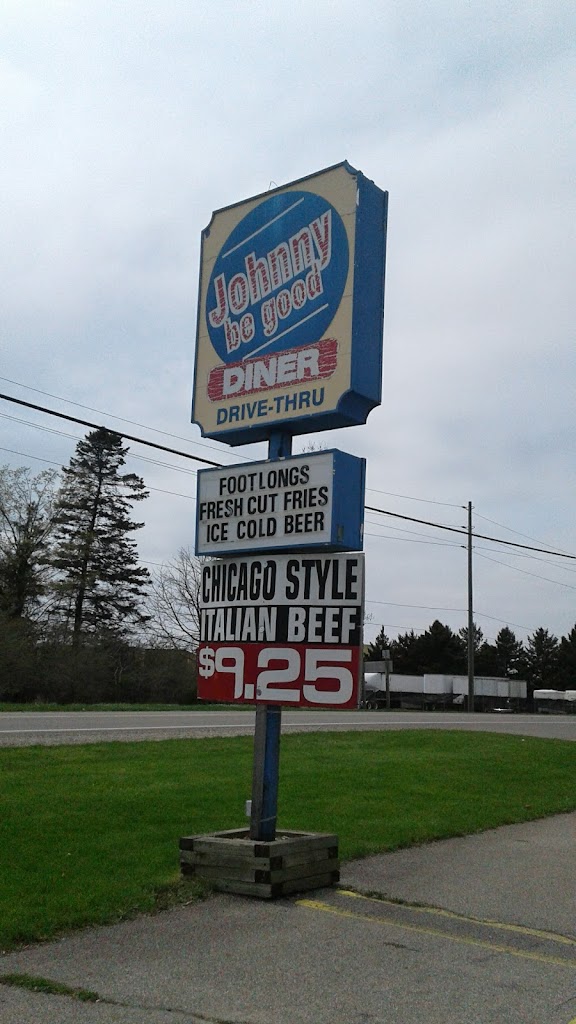 Johnny
be good
DINER
DRIVE-THRU
FOOTLONGS
FRESH CUT FRIES
ICE COLD BEER
CHICAGO STYLE
ITALIAN BEEF
$9.25